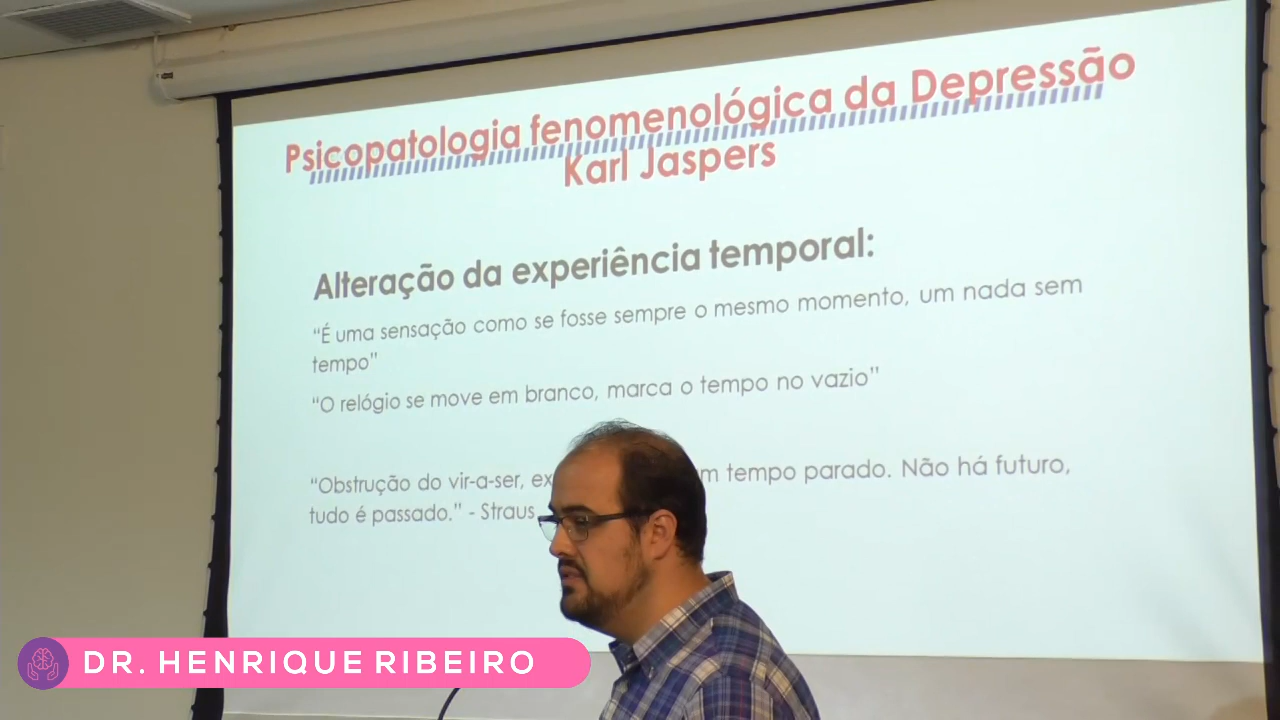 Psicopatologia fenomenológica da Depressão
Karl Jaspers
Alteração da experiência temporal:
“É uma sensação como se fosse sempre o mesmo momento, um nada sem
tempo”
“O relógio se move em branco, marca o tempo no vazio”
“Obstrução do vir-a-ser, tempo parado. Não há futuro,
tudo é passado.” - Straus
DR. HENRIQUE RIBEIRO